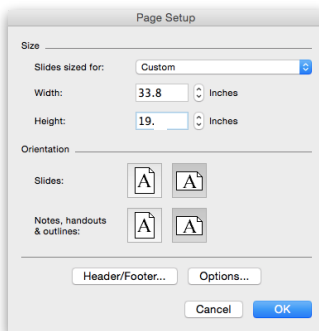 Page Setup
Size
Slides sized for: Custom
Width: 33.8 Inches
Height: 19. Inches
Orientation
Slides: A A
Notes, handouts
& outlines: A A
Header/Footer... Options...
Cancel OK